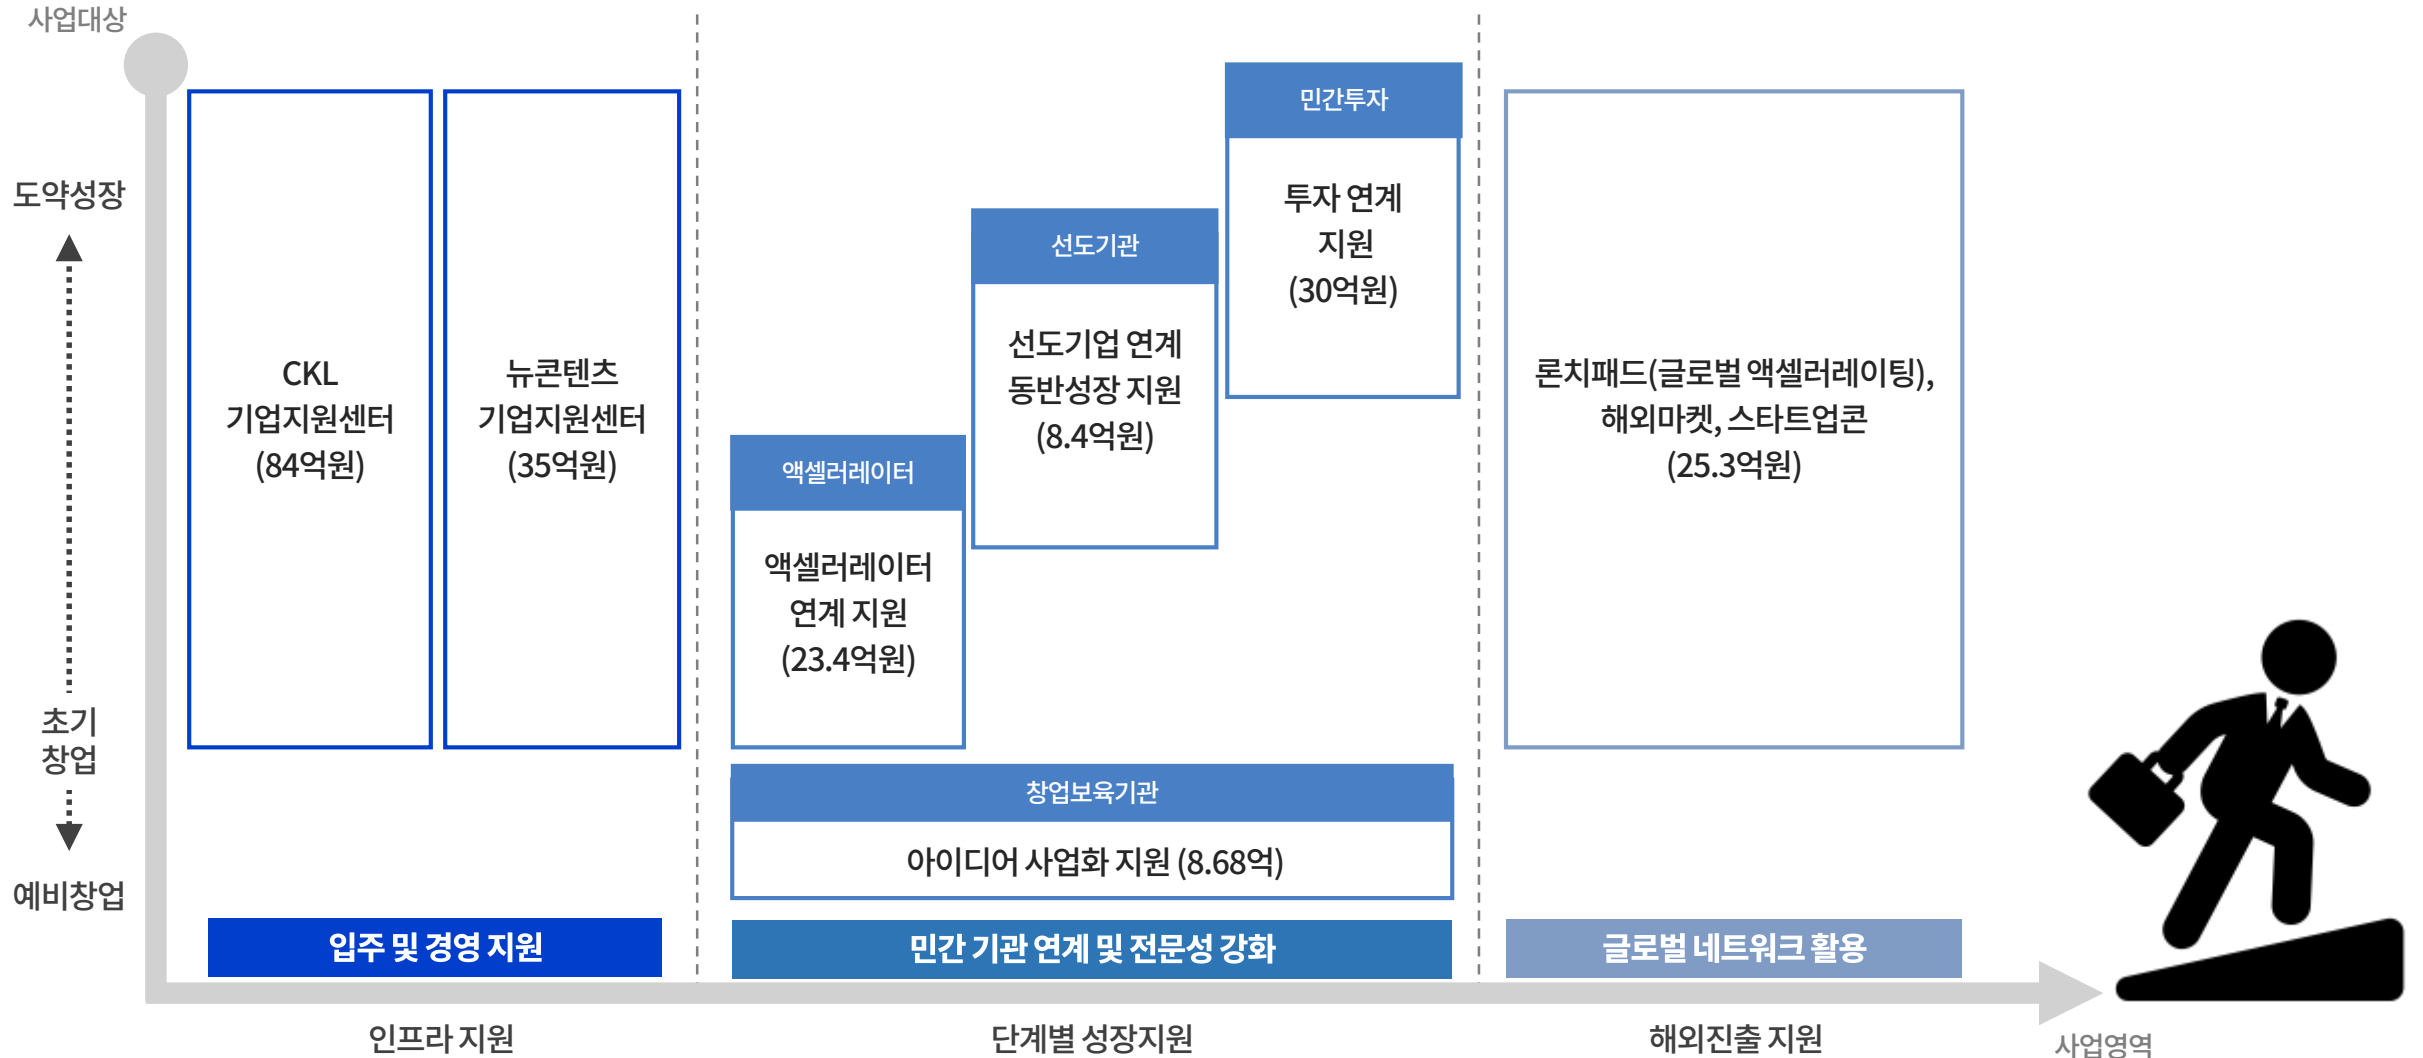 사업대상
도약성장
초기
창업
예비창업
CKL
기업지원센터
(84억원)
뉴콘텐츠
기업지원센터
(35억원)
입주 및 경영 지원
인프라 지원
액셀러레이터
액셀러레이터
연계 지원
(23.4억원)
선도기관
선도기업 연계
동반성장 지원
(8.4억원)
민간투자
투자 연계
지원
(30억원)
창업보육기관
아이디어 사업화 지원 (8.68억)
민간 기관 연계 및 전문성 강화
단계별 성장지원
론치패드(글로벌 액셀러레이팅),
해외마켓, 스타트업콘
(25.3억원)
글로벌 네트워크 활용
해외진출 지원
사업영역